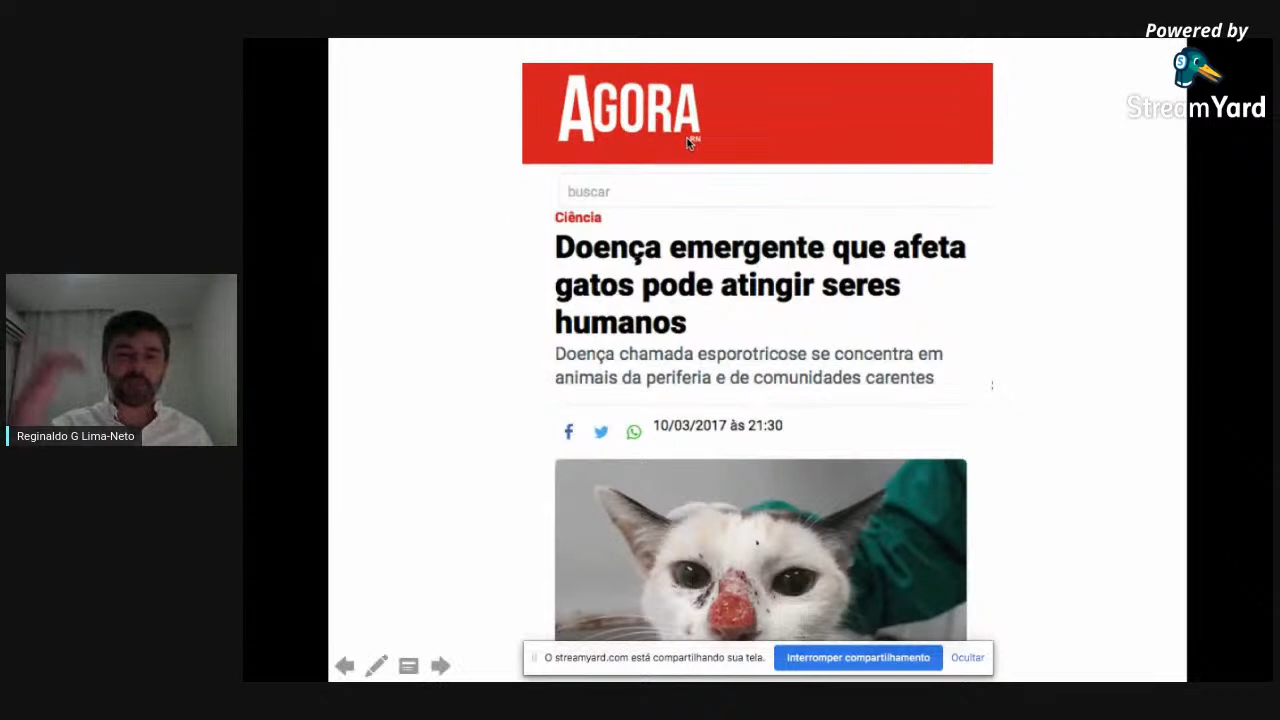 Powered by
StreamYard
AGORA
RN
buscar
Ciência
Doença emergente que afeta
gatos pode atingir seres
humanos
Doença chamada esporotricose se concentra em
animais da periferia e de comunidades carentes
10/03/2017 às 21:30
Reginaldo G Lima-Neto
O streamyard.com está compartilhando sua tela.
Interromper compartilhamento
Ocultar